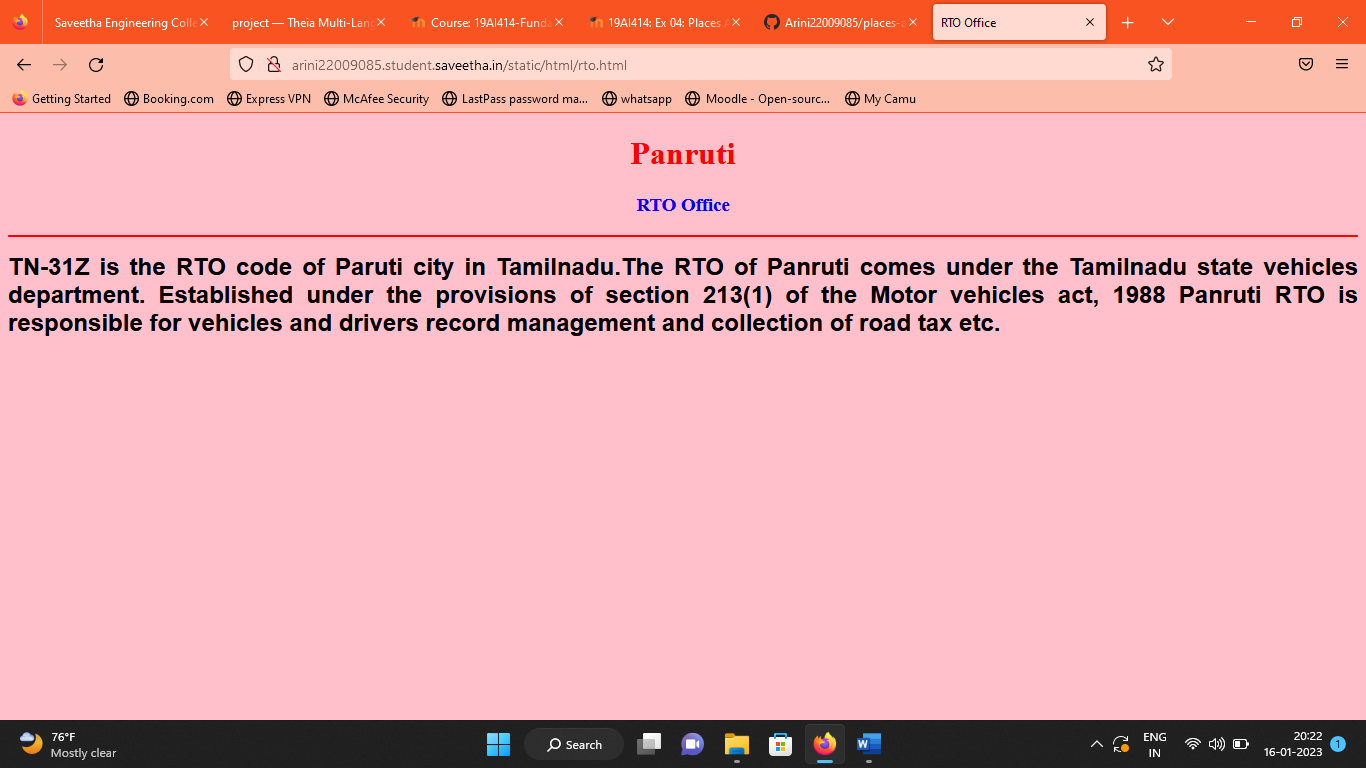 Saveetha Engineering Coll
project — Theia Multi-Lan
Course: 19AI414-Funda
19AI414: Ex 04: Places A
Arini22009085/places-a
RTO Office
arini22009085.student.saveetha.in/static/html/rto.html
Getting Started
Booking.com
Express VPN
McAfee Security
LastPass password ma...
whatsapp
Moodle - Open-sourc...
My Camu
Panruti
RTO Office
TN-31Z is the RTO code of Paruti city in Tamilnadu.The RTO of Panruti comes under the Tamilnadu state vehicles
department. Established under the provisions of section 213(1) of the Motor vehicles act, 1988 Panruti RTO is
responsible for vehicles and drivers record management and collection of road tax etc.
76°F
Mostly clear
Search
ENG
IN
20:22
16-01-2023
1